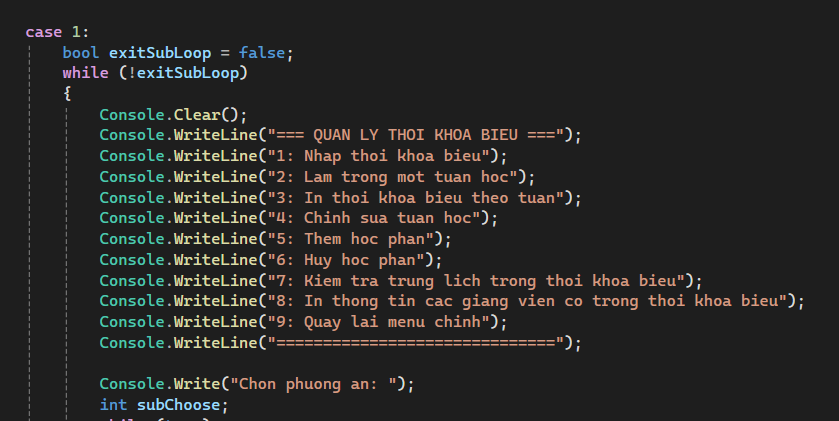 case 1:
bool exitSubLoop = false;
while (!exitSubLoop)
{
Console.Clear();
Console.WriteLine("=== QUAN LY THOI KHOA BIEU ===");
Console.WriteLine("1: Nhap thoi khoa bieu");
Console.WriteLine("2: Lam trong mot tuan hoc");
Console.WriteLine("3: In thoi khoa bieu theo tuan");
Console.WriteLine("4: Chinh sua tuan hoc");
Console.WriteLine("5: Them hoc phan");
Console.WriteLine("6: Huy hoc phan");
Console.WriteLine("7: Kiem tra trung lich trong thoi khoa bieu");
Console.WriteLine("8: In thong tin cac giang vien co trong thoi khoa bieu");
Console.WriteLine("9: Quay lai menu chinh");
Console.WriteLine("==============================");
Console.Write("Chon phuong an: ");
int subChoose;